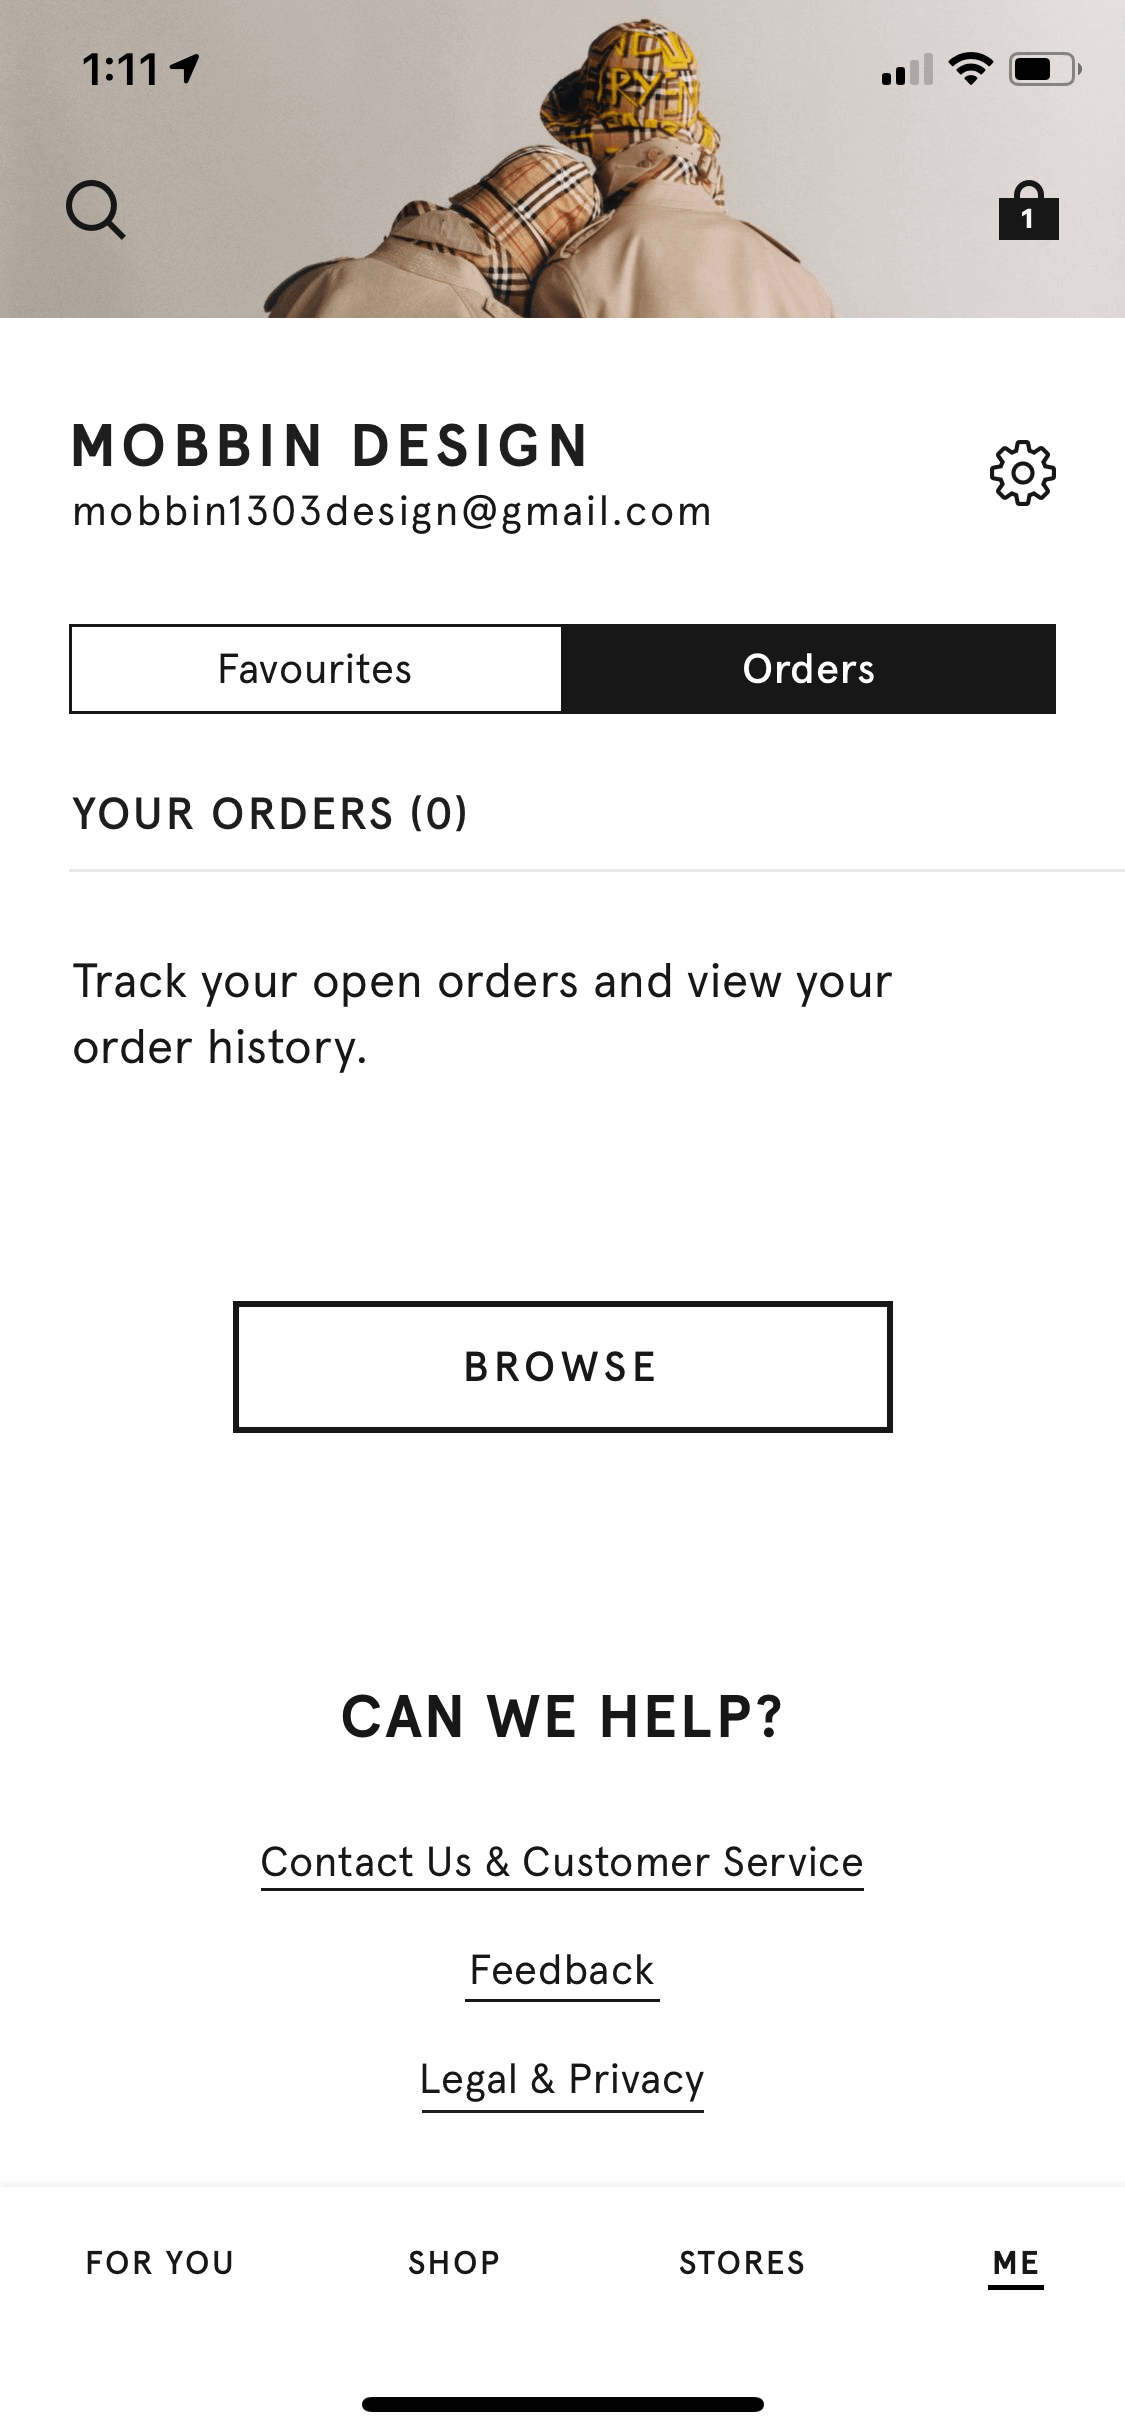 1:11
1
MOBBIN DESIGN
mobbin1303design@gmail.com
Favourites
Orders
YOUR ORDERS (0)
Track your open orders and view your
order history.
BROWSE
CAN WE HELP?
Contact Us & Customer Service
Feedback
Legal & Privacy
FOR YOU
SHOP
STORES
ME